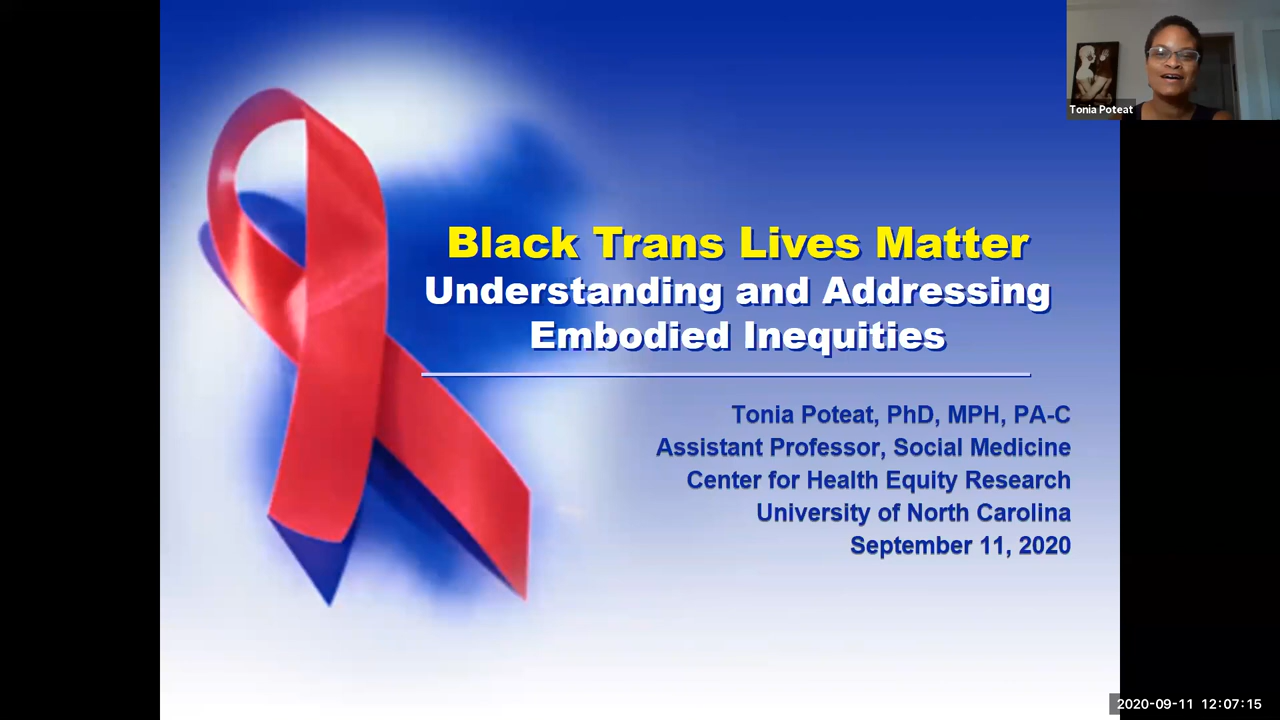 Black Trans Lives Matter
Understanding and Addressing
Embodied Inequities
Tonia Poteat, PhD, MPH, PA-C
Assistant Professor, Social Medicine
Center for Health Equity Research
University of North Carolina
September 11, 2020
Tonia Poteat
2020-09-11 12:07:15